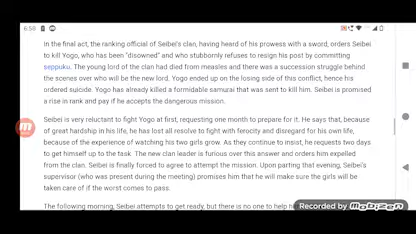 6:58
In the final act, the ranking official of Seibei's clan, having heard of his prowess with a sword, orders Seibei
to kill Yogo, who has been "disowned" and who stubbornly refuses to resign his post by committing
seppuku. The young lord of the clan had died from measles and there was a succession struggle behind
the scenes over who will be the new lord. Yogo ended up on the losing side of this conflict, hence his
ordered suicide. Yogo has already killed a formidable samurai that was sent to kill him. Seibei is promised
a rise in rank and pay if he accepts the dangerous mission.
Seibei is very reluctant to fight Yogo at first, requesting one month to prepare for it. He says that, because
of great hardship in his life, he has lost all resolve to fight with ferocity and disregard for his own life,
because of the experience of watching his two girls grow. As they continue to insist, he requests two days
to get himself up to the task. The new clan leader is furious over this answer and orders him expelled
from the clan. Seibei is finally forced to agree to attempt the mission. Upon parting that evening, Seibei's
supervisor (who was present during the meeting) promises him that he will make sure the girls will be
taken care of if the worst comes to pass.
The following morning, Seibei attempts to get ready, but there is no one to help h
Recorded by
Mobizen